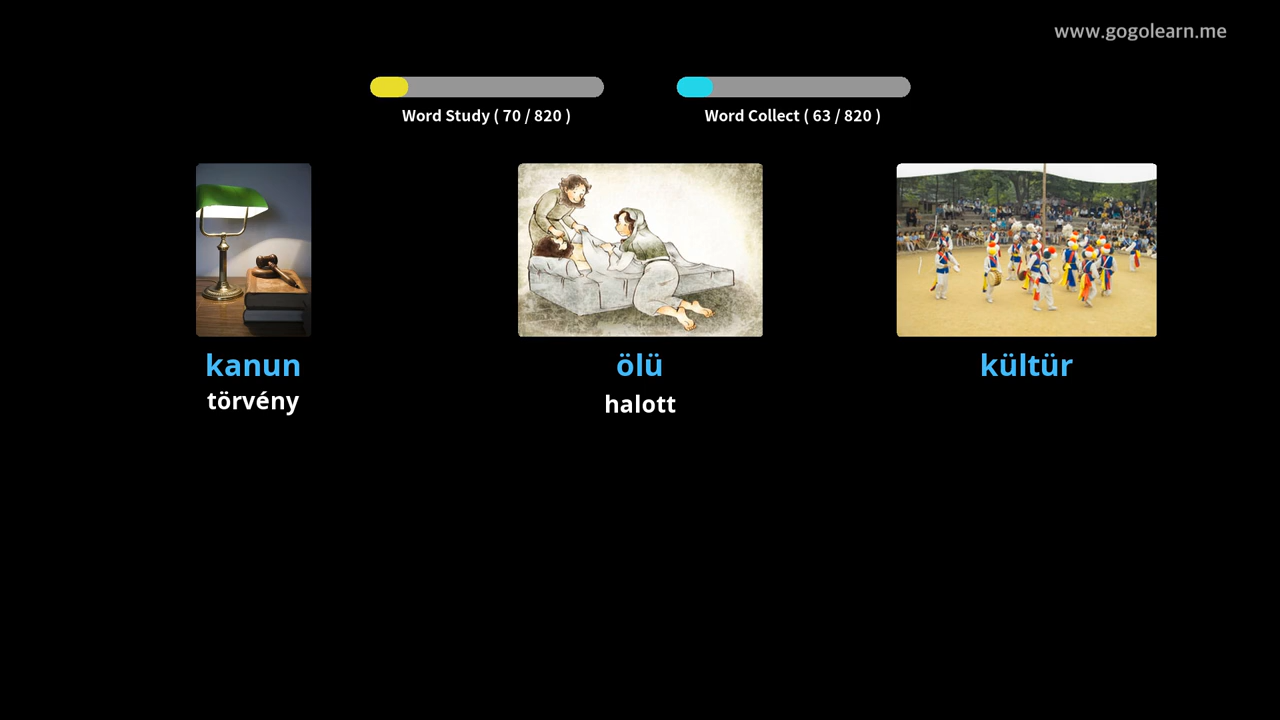 www.gogolearn.me
Word Study ( 70 / 820 )
Word Collect ( 63 / 820 )
kanun
törvény
ölü
halott
kültür